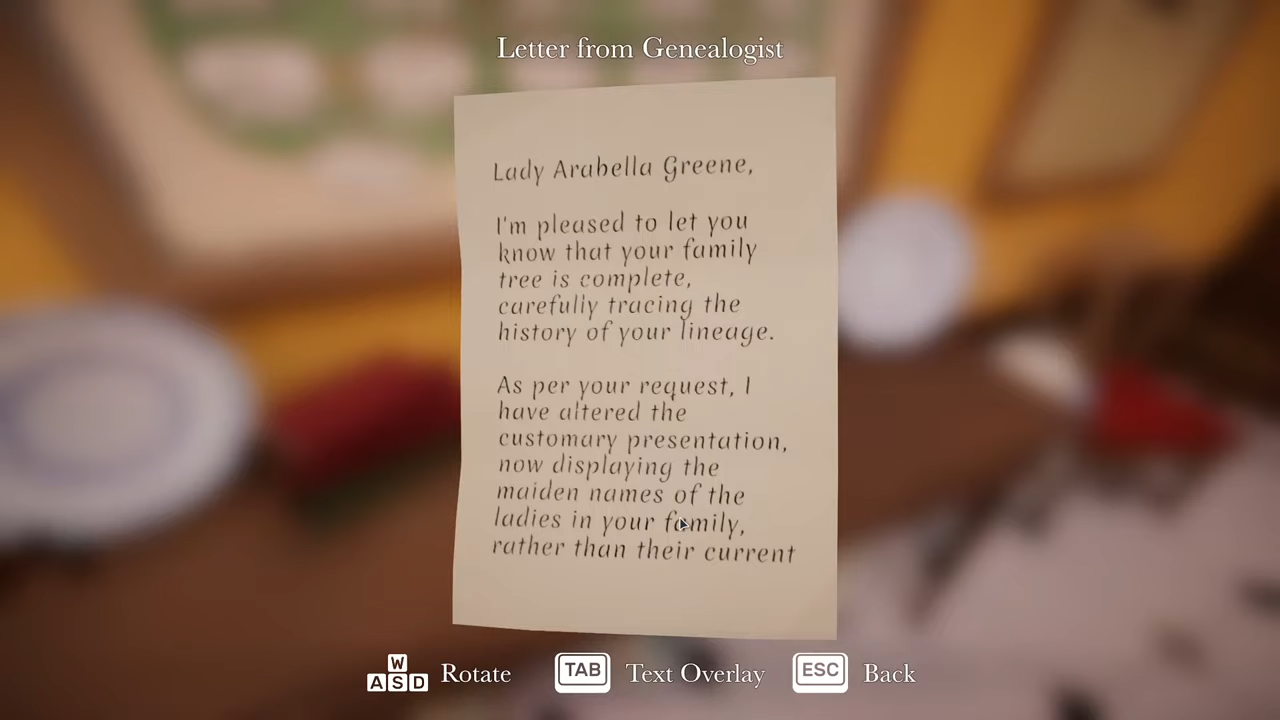 Letter from Genealogist
Lady Arabella Greene,
I'm pleased to let you
know that your family
tree is complete,
carefully tracing the
history of your lineage.
As per your request, I
have altered the
customary presentation,
now displaying the
maiden names of the
ladies in your family,
rather than their current
W
A S D Rotate TAB Text Overlay ESC Back